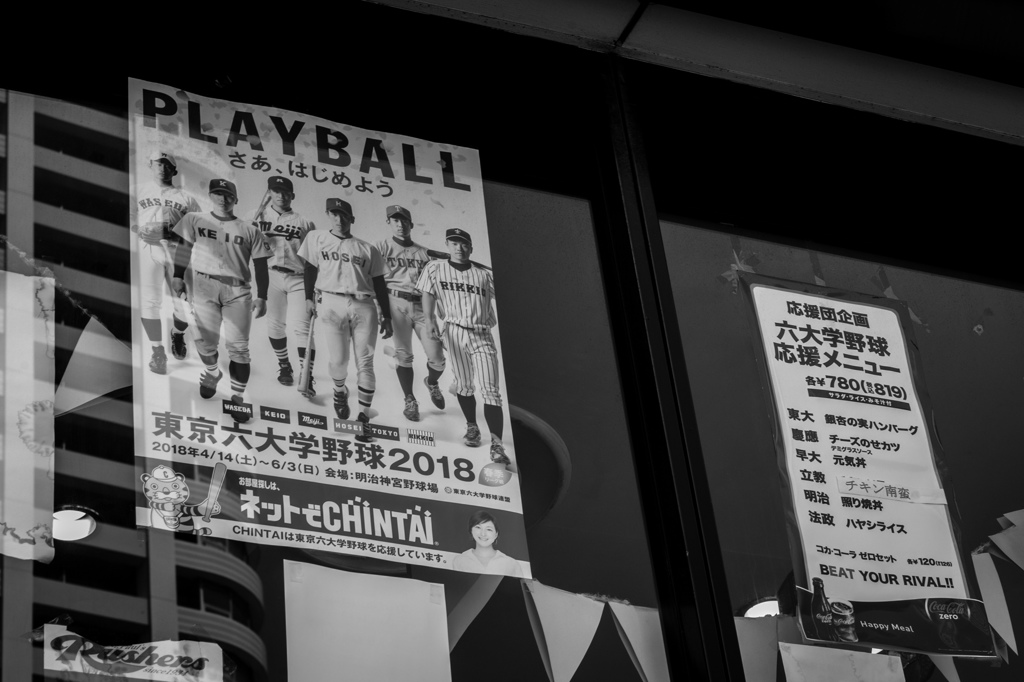 PLAYBALL
さあ、はじめよう
WASEDA
KEIO
Meiji
HOSEI
TOKYO
RIKKIO
WASEDA KEIO Meiji HOSEI TOKYO RIKKIO
東京六大学野球2018
2018年4/14(土)～6/3(日) 会場：明治神宮野球場
東京六大学野球連盟
お部屋探しは、
ネットでCHINTAI
CHINTAIは東京六大学野球を応援しています。
Rushers
応援団企画
六大学野球
応援メニュー
各¥780(税込819)
サラダ・ライス・みそ汁付
東大 銀杏の実ハンバーグ
慶應 チーズのせカツ
デミグラスソース
早大 元気丼
立教 チキン南蛮
明治 照り焼丼
法政 ハヤシライス
コカ・コーラ ゼロセット 各¥120(税込126)
BEAT YOUR RIVAL!!
Happy Meal
Coca-Cola
zero